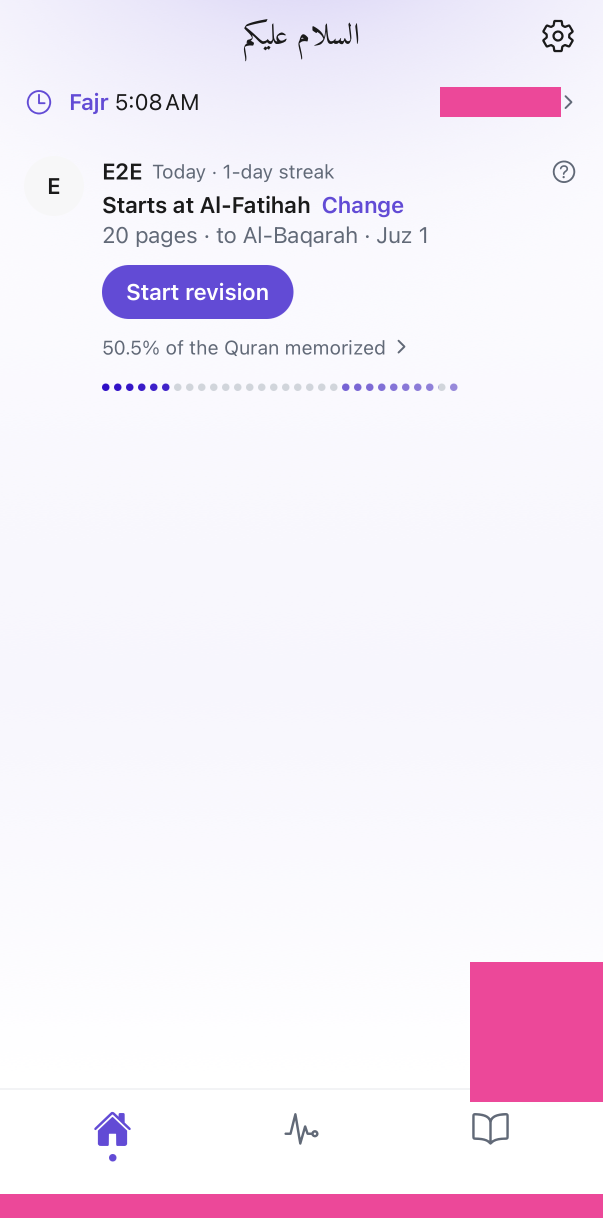 السلام عليكم
Fajr 5:08 AM
E
E2E Today · 1-day streak
Starts at Al-Fatihah Change
20 pages · to Al-Baqarah · Juz 1
Start revision
50.5% of the Quran memorized